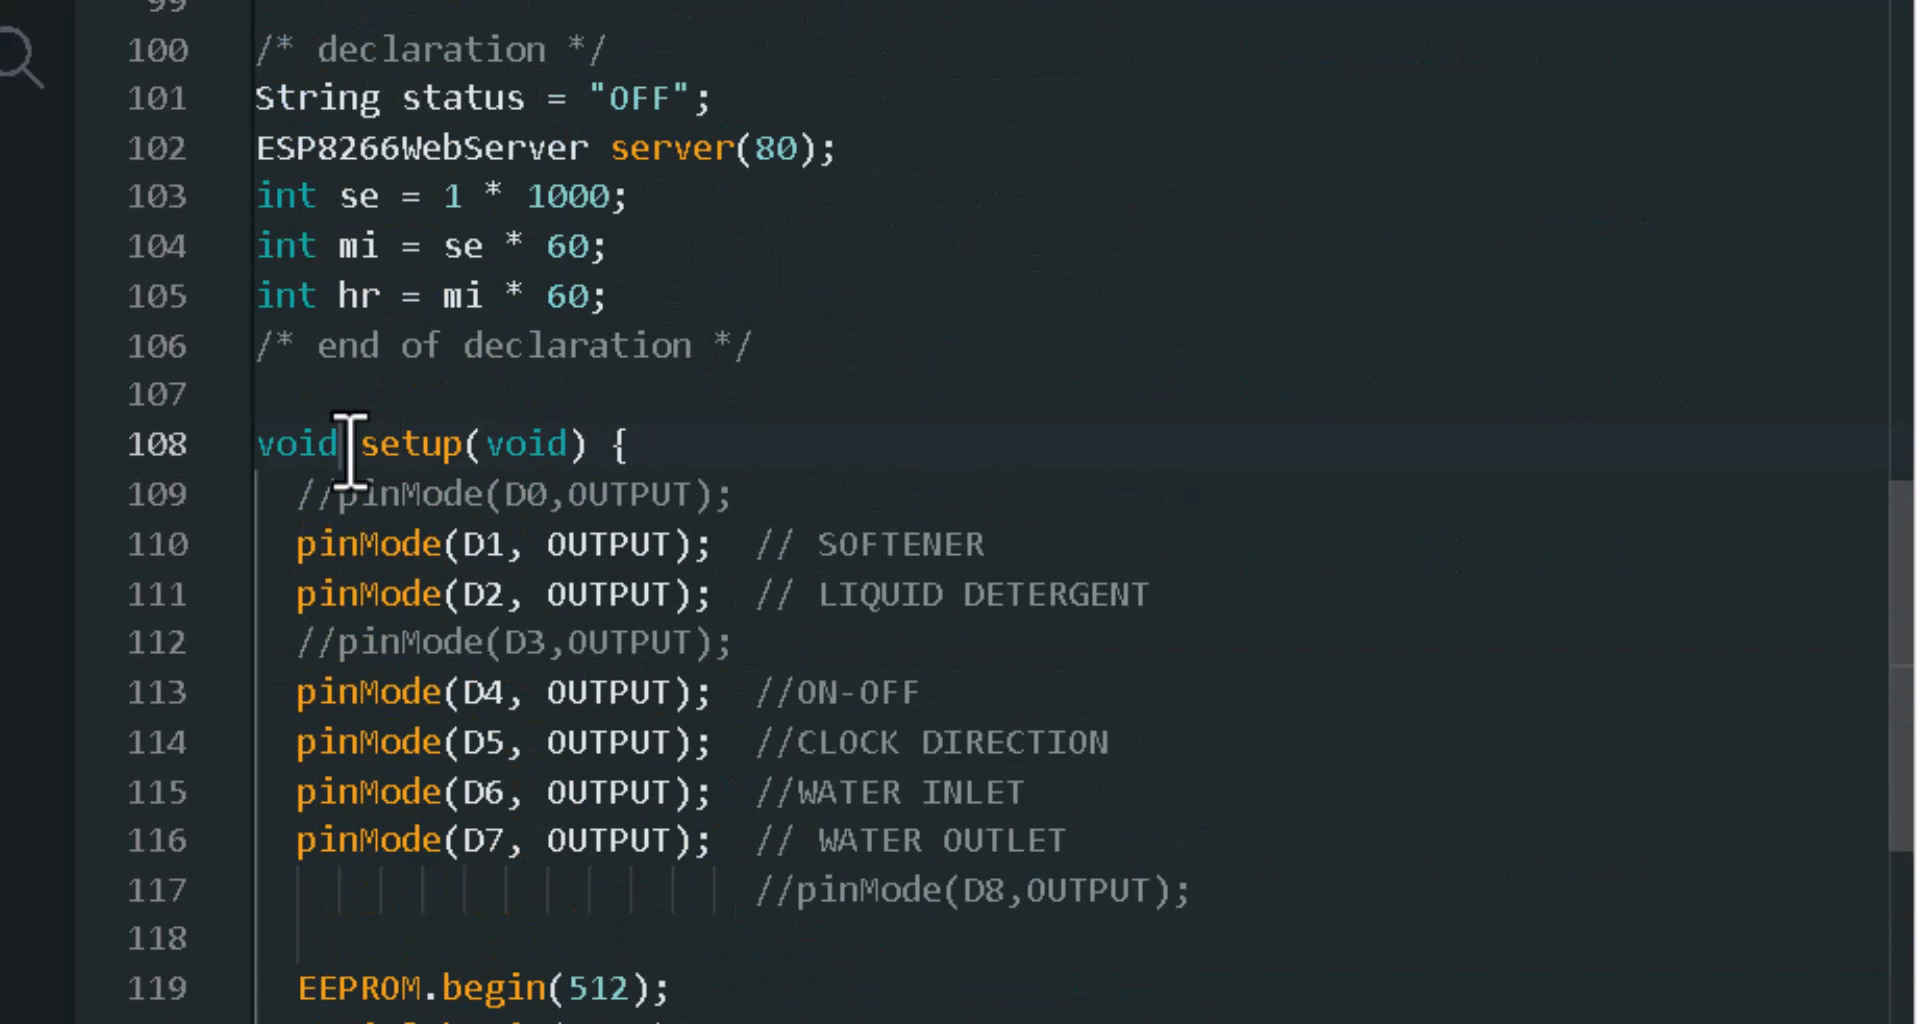 99
100 /* declaration */
101 String status = "OFF";
102 ESP8266WebServer server(80);
103 int se = 1 * 1000;
104 int mi = se * 60;
105 int hr = mi * 60;
106 /* end of declaration */
107
108 void setup(void) {
109 //pinMode(D0,OUTPUT);
110 pinMode(D1, OUTPUT); // SOFTENER
111 pinMode(D2, OUTPUT); // LIQUID DETERGENT
112 //pinMode(D3,OUTPUT);
113 pinMode(D4, OUTPUT); //ON-OFF
114 pinMode(D5, OUTPUT); //CLOCK DIRECTION
115 pinMode(D6, OUTPUT); //WATER INLET
116 pinMode(D7, OUTPUT); // WATER OUTLET
117 //pinMode(D8,OUTPUT);
118
119 EEPROM.begin(512);